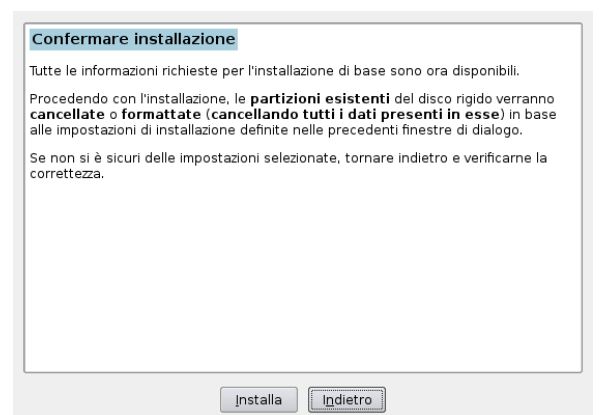 Confermare installazione
Tutte le informazioni richieste per l'installazione di base sono ora disponibili.
Procedendo con l'installazione, le partizioni esistenti del disco rigido verranno
cancellate o formattate (cancellando tutti i dati presenti in esse) in base
alle impostazioni di installazione definite nelle precedenti finestre di dialogo.
Se non si è sicuri delle impostazioni selezionate, tornare indietro e verificarne la
correttezza.
Installa Indietro